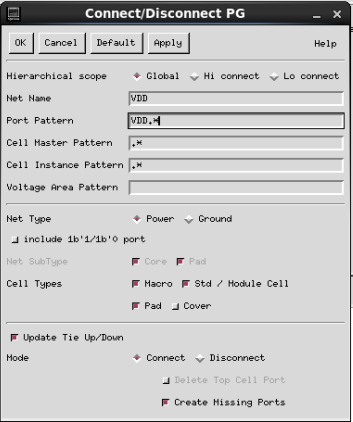 Connect/Disconnect PG
OK Cancel Default Apply Help
Hierarchical scope Global Hi connect Lo connect
Net Name VDD
Port Pattern VDD.*
Cell Master Pattern .*
Cell Instance Pattern .*
Voltage Area Pattern
Net Type Power Ground
include 1b'1/1b'0 port
Net SubType Core Pad
Cell Types Macro Std / Module Cell
Pad Cover
Update Tie Up/Down
Mode Connect Disconnect
Delete Top Cell Port
Create Missing Ports